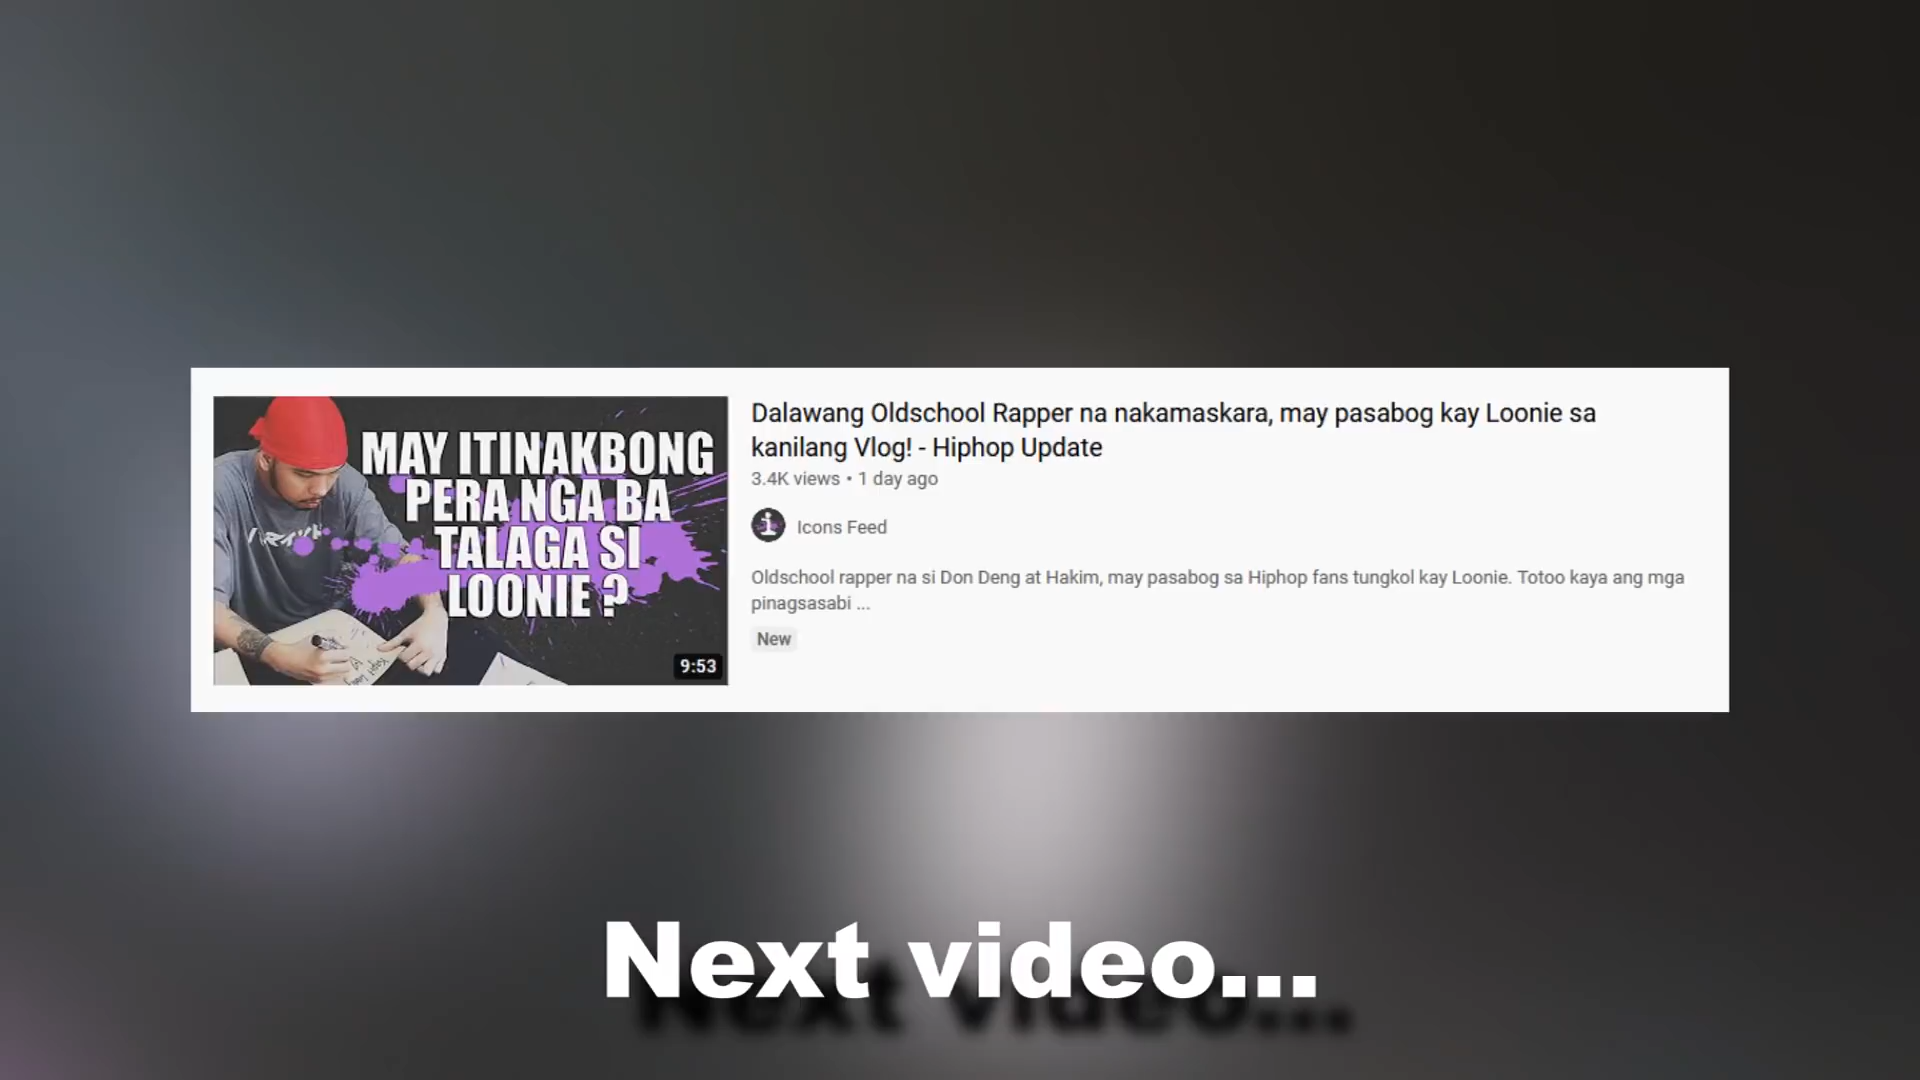 MAY ITINAKBONG
PERA NGA BA
TALAGA SI
LOONIE ?
9:53
Dalawang Oldschool Rapper na nakamaskara, may pasabog kay Loonie sa
kanilang Vlog! - Hiphop Update
3.4K views • 1 day ago
Icons Feed
Oldschool rapper na si Don Deng at Hakim, may pasabog sa Hiphop fans tungkol kay Loonie. Totoo kaya ang mga
pinagsasabi ...
New
Next video...